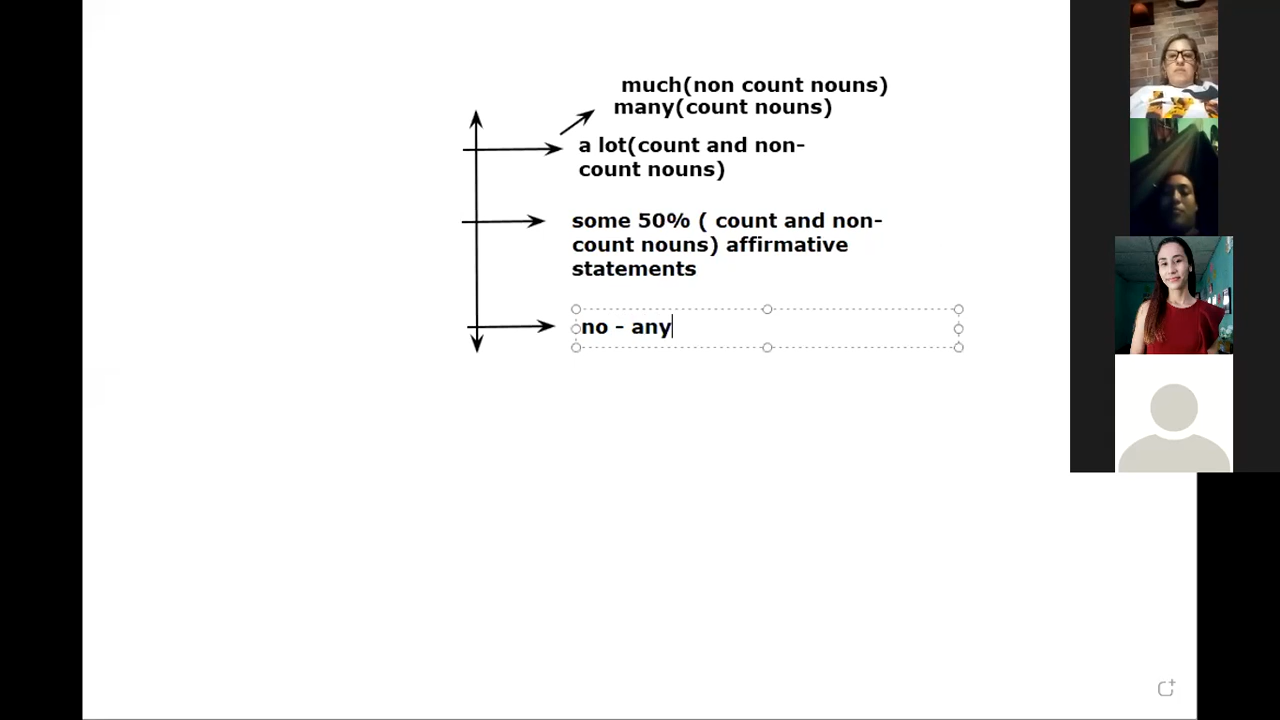 much(non count nouns)
many(count nouns)
a lot(count and non-
count nouns)
some 50% ( count and non-
count nouns) affirmative
statements
no - any